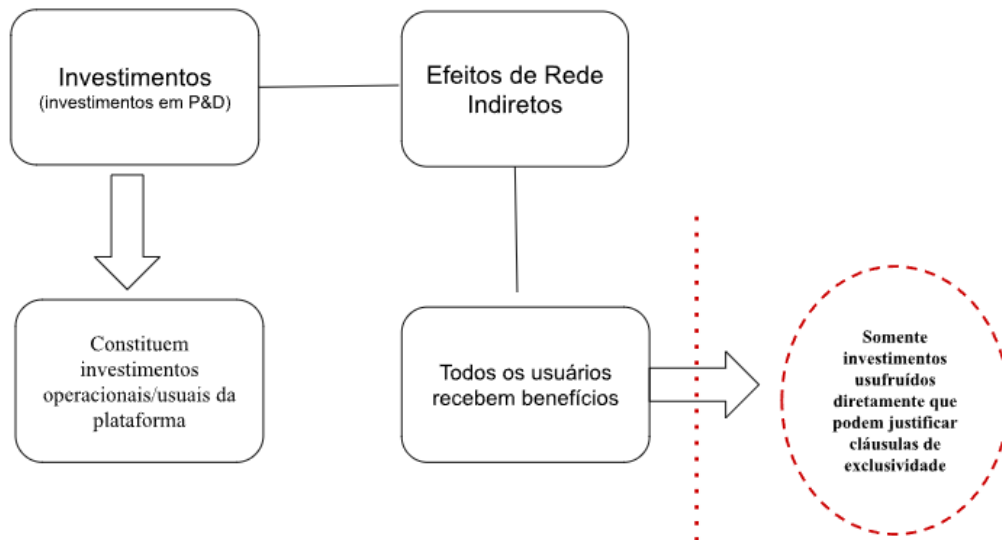 Investimentos
(investimentos em P&D)
Efeitos de Rede
Indiretos
Constituem
investimentos
operacionais/usuais da
plataforma
Todos os usuários
recebem benefícios
Somente
investimentos
usufruídos
diretamente que
podem justificar
cláusulas de
exclusividade